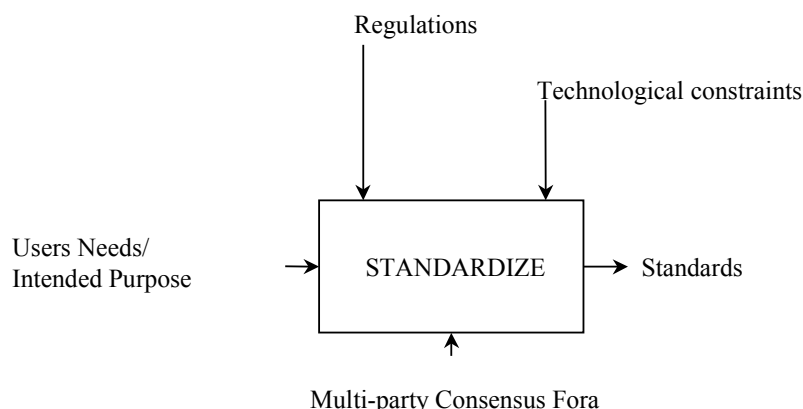 Regulations
Technological constraints
Users Needs/
Intended Purpose
STANDARDIZE
Standards
Multi-party Consensus Fora